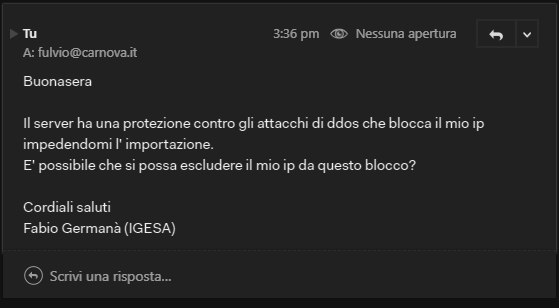 Tu 3:36 pm Nessuna apertura
A: fulvio@carnova.it
Buonasera
Il server ha una protezione contro gli attacchi di ddos che blocca il mio ip
impedendomi l' importazione.
E' possibile che si possa escludere il mio ip da questo blocco?
Cordiali saluti
Fabio Germanà (IGESA)
Scrivi una risposta...